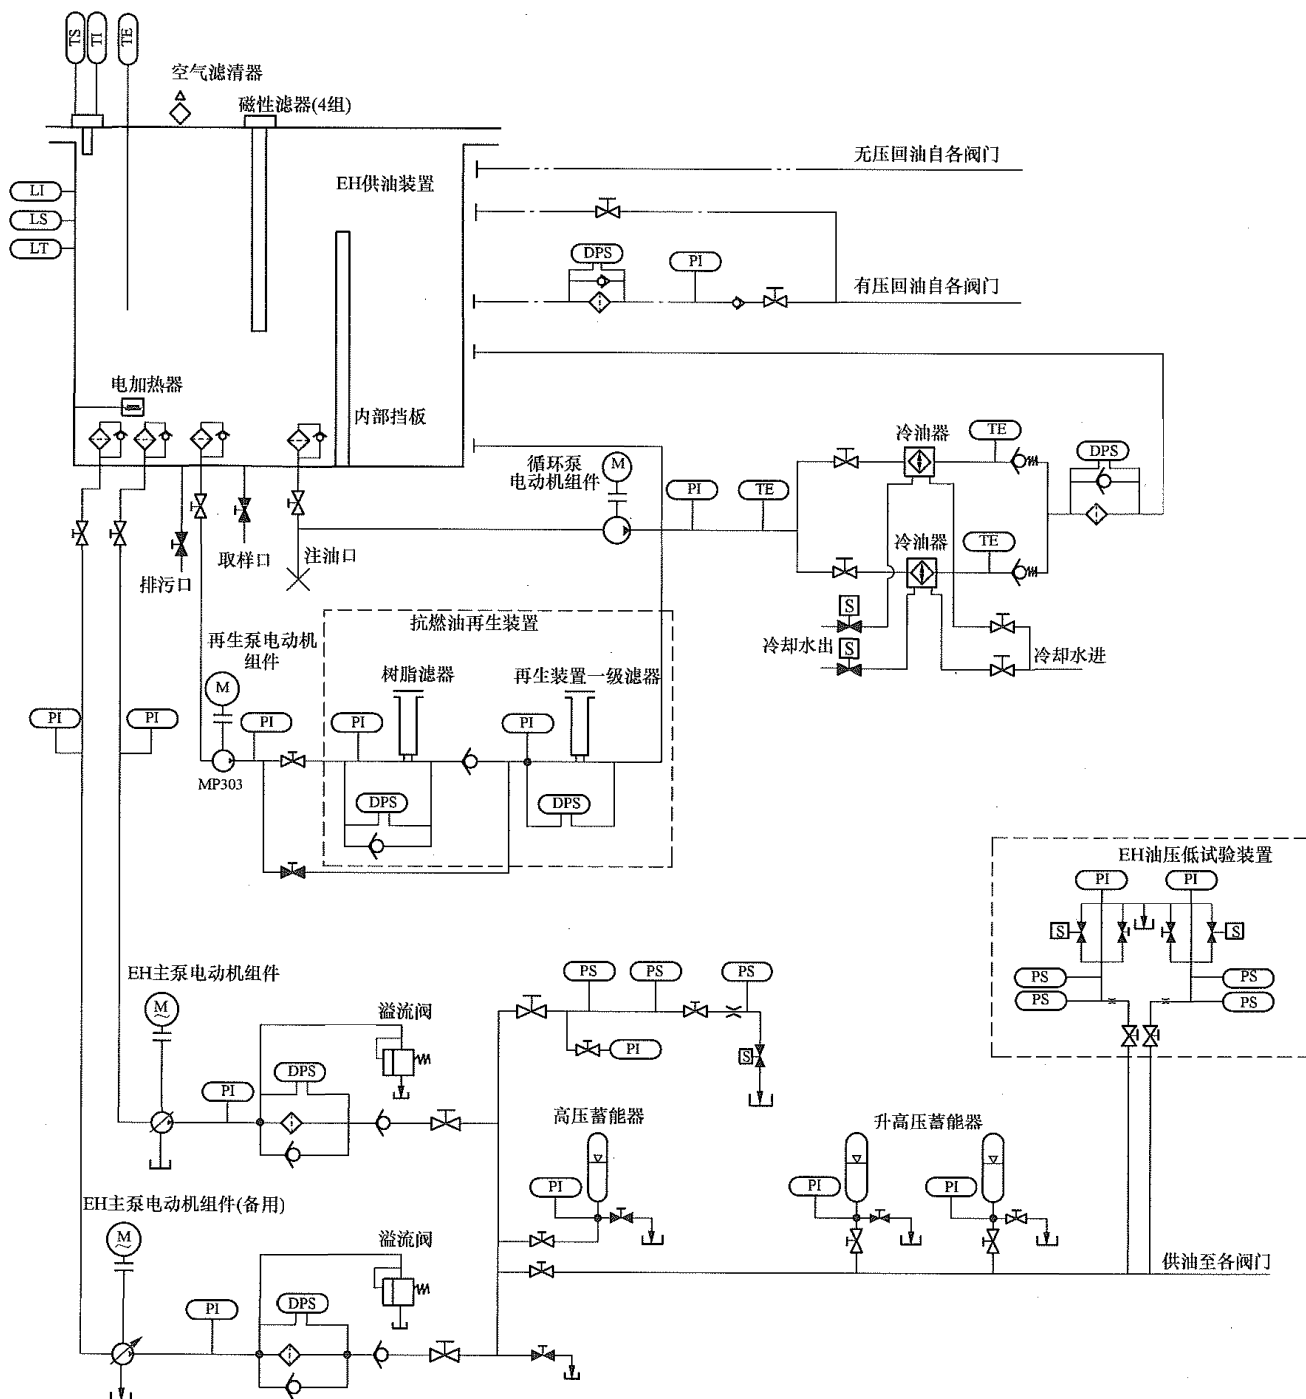 TS
TI
TE
空气滤清器
磁性滤器(4组)
LI
LS
LT
EH供油装置
无压回油自各阀门
DPS
PI
有压回油自各阀门
电加热器
内部挡板
循环泵
电动机组件
M
PI
TE
冷油器
TE
DPS
冷油器
TE
排污口
取样口
注油口
S
冷却水出
S
冷却水进
再生泵电动机
组件
M
抗燃油再生装置
树脂滤器
再生装置一级滤器
PI
PI
PI
PI
PI
MP303
DPS
DPS
EH油压低试验装置
PI
PI
S
S
PS
PS
PS
PS
EH主泵电动机组件
M
~
溢流阀
DPS
PI
PS
PS
PS
PI
S
高压蓄能器
PI
升高压蓄能器
PI
PI
EH主泵电动机组件(备用)
M
~
溢流阀
DPS
PI
供油至各阀门